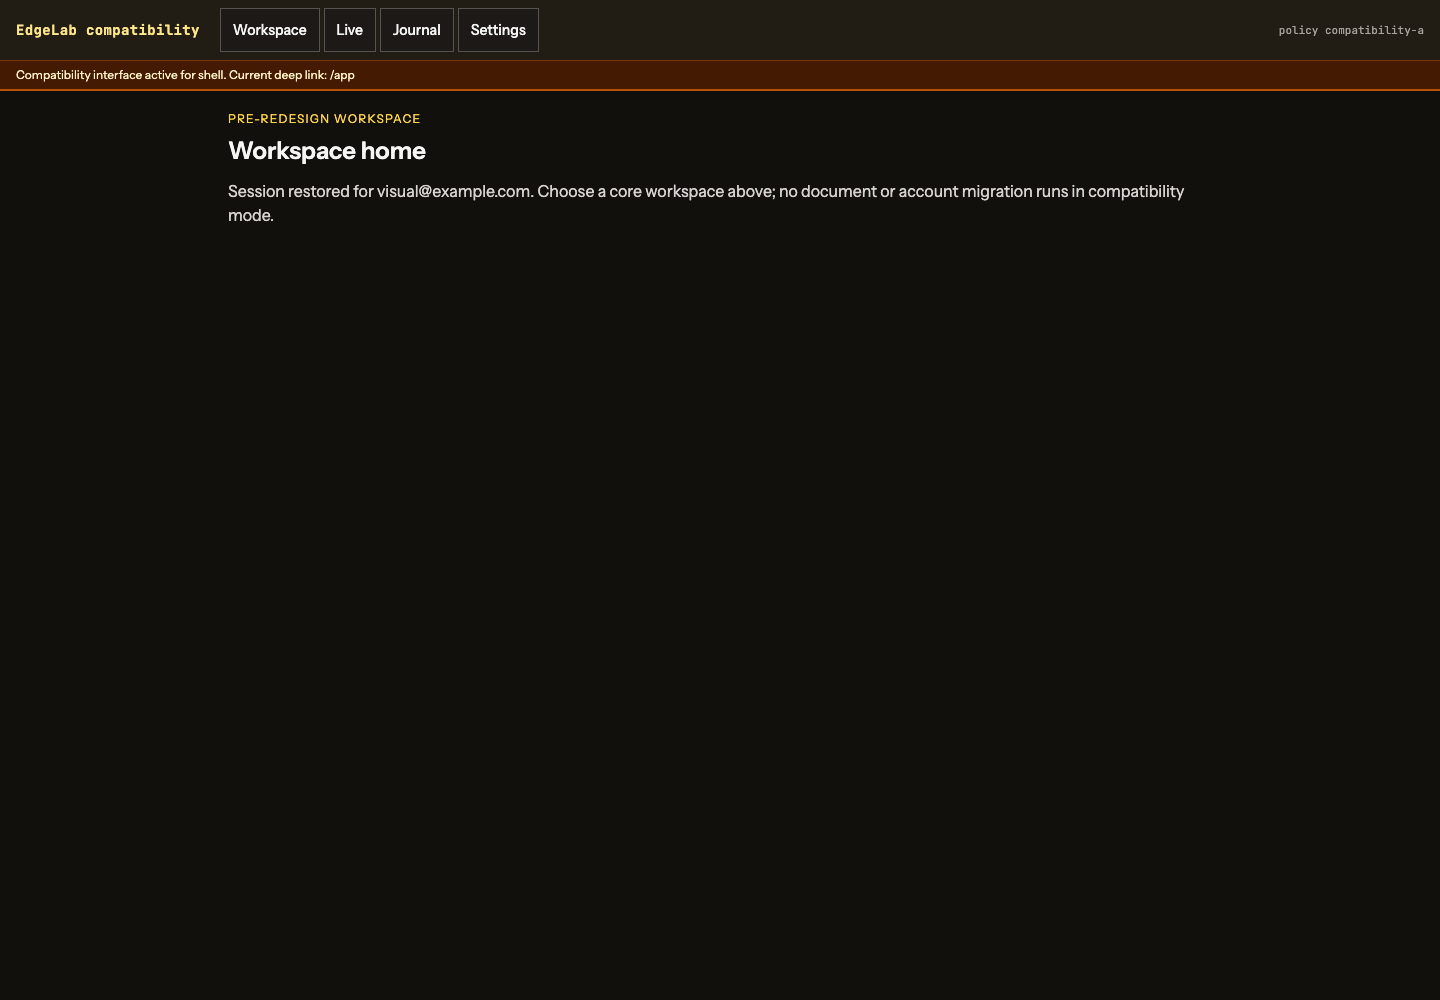 EdgeLab compatibility
Workspace
Live
Journal
Settings
policy compatibility-a
Compatibility interface active for shell. Current deep link: /app
PRE-REDESIGN WORKSPACE
Workspace home
Session restored for visual@example.com. Choose a core workspace above; no document or account migration runs in compatibility
mode.